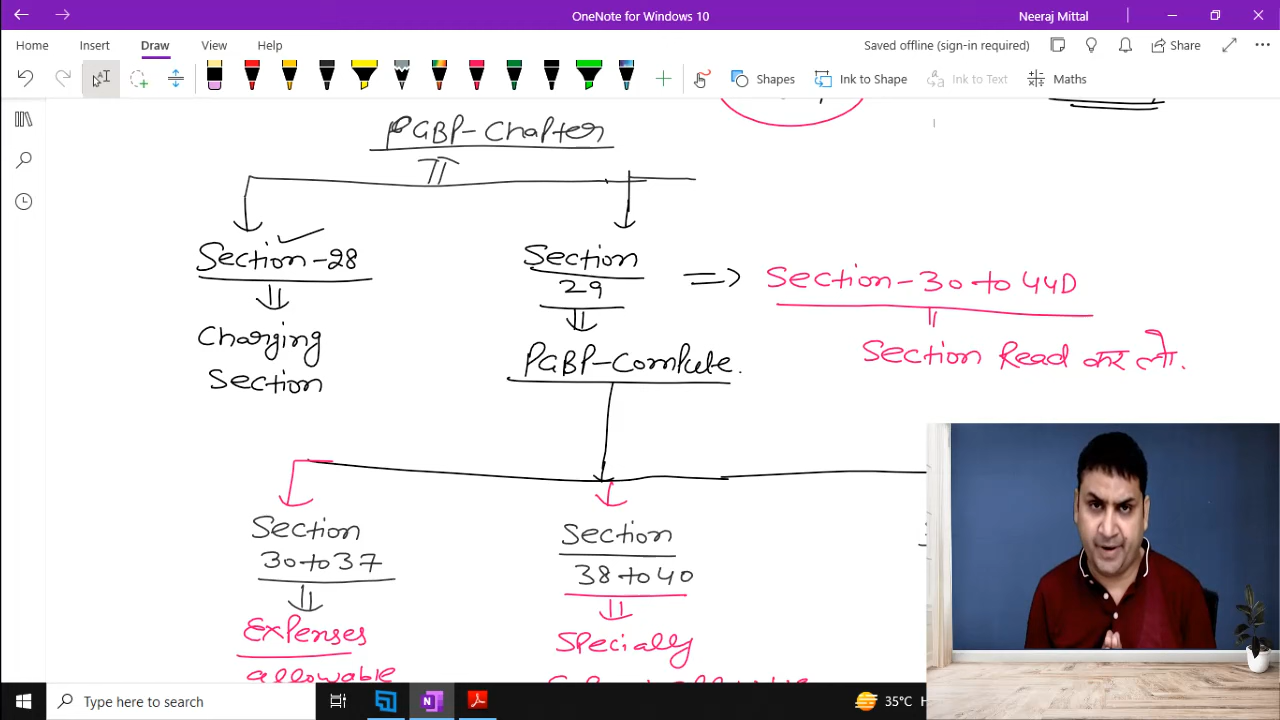 OneNote for Windows 10
Neeraj Mittal
Home Insert Draw View Help
Saved offline (sign-in required)
Share
Shapes
Ink to Shape
Ink to Text
Maths
PGBP-Chapter
Section-28
Charging
Section
Section
29
PGBP-Compute.
=> Section-30 to 44D
Section Read कर लो.
Section
30 to 37
Expenses
allowable
Section
38 to 40
Specially
Type here to search
35°C